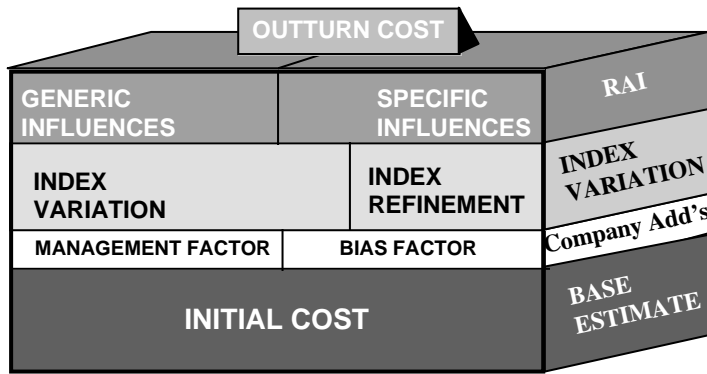 OUTTURN COST
GENERIC
INFLUENCES
SPECIFIC
INFLUENCES
RAI
INDEX
VARIATION
INDEX
REFINEMENT
INDEX
VARIATION
MANAGEMENT FACTOR
BIAS FACTOR
Company Add's
INITIAL COST
BASE
ESTIMATE